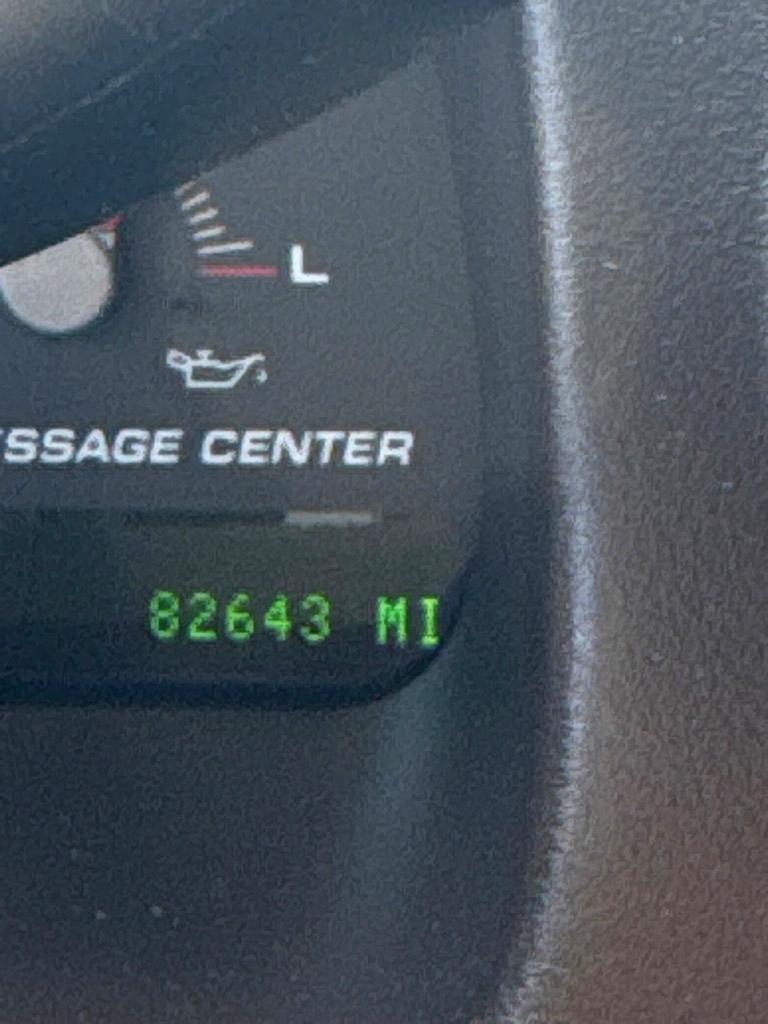 L
SSAGE CENTER
82643 MI